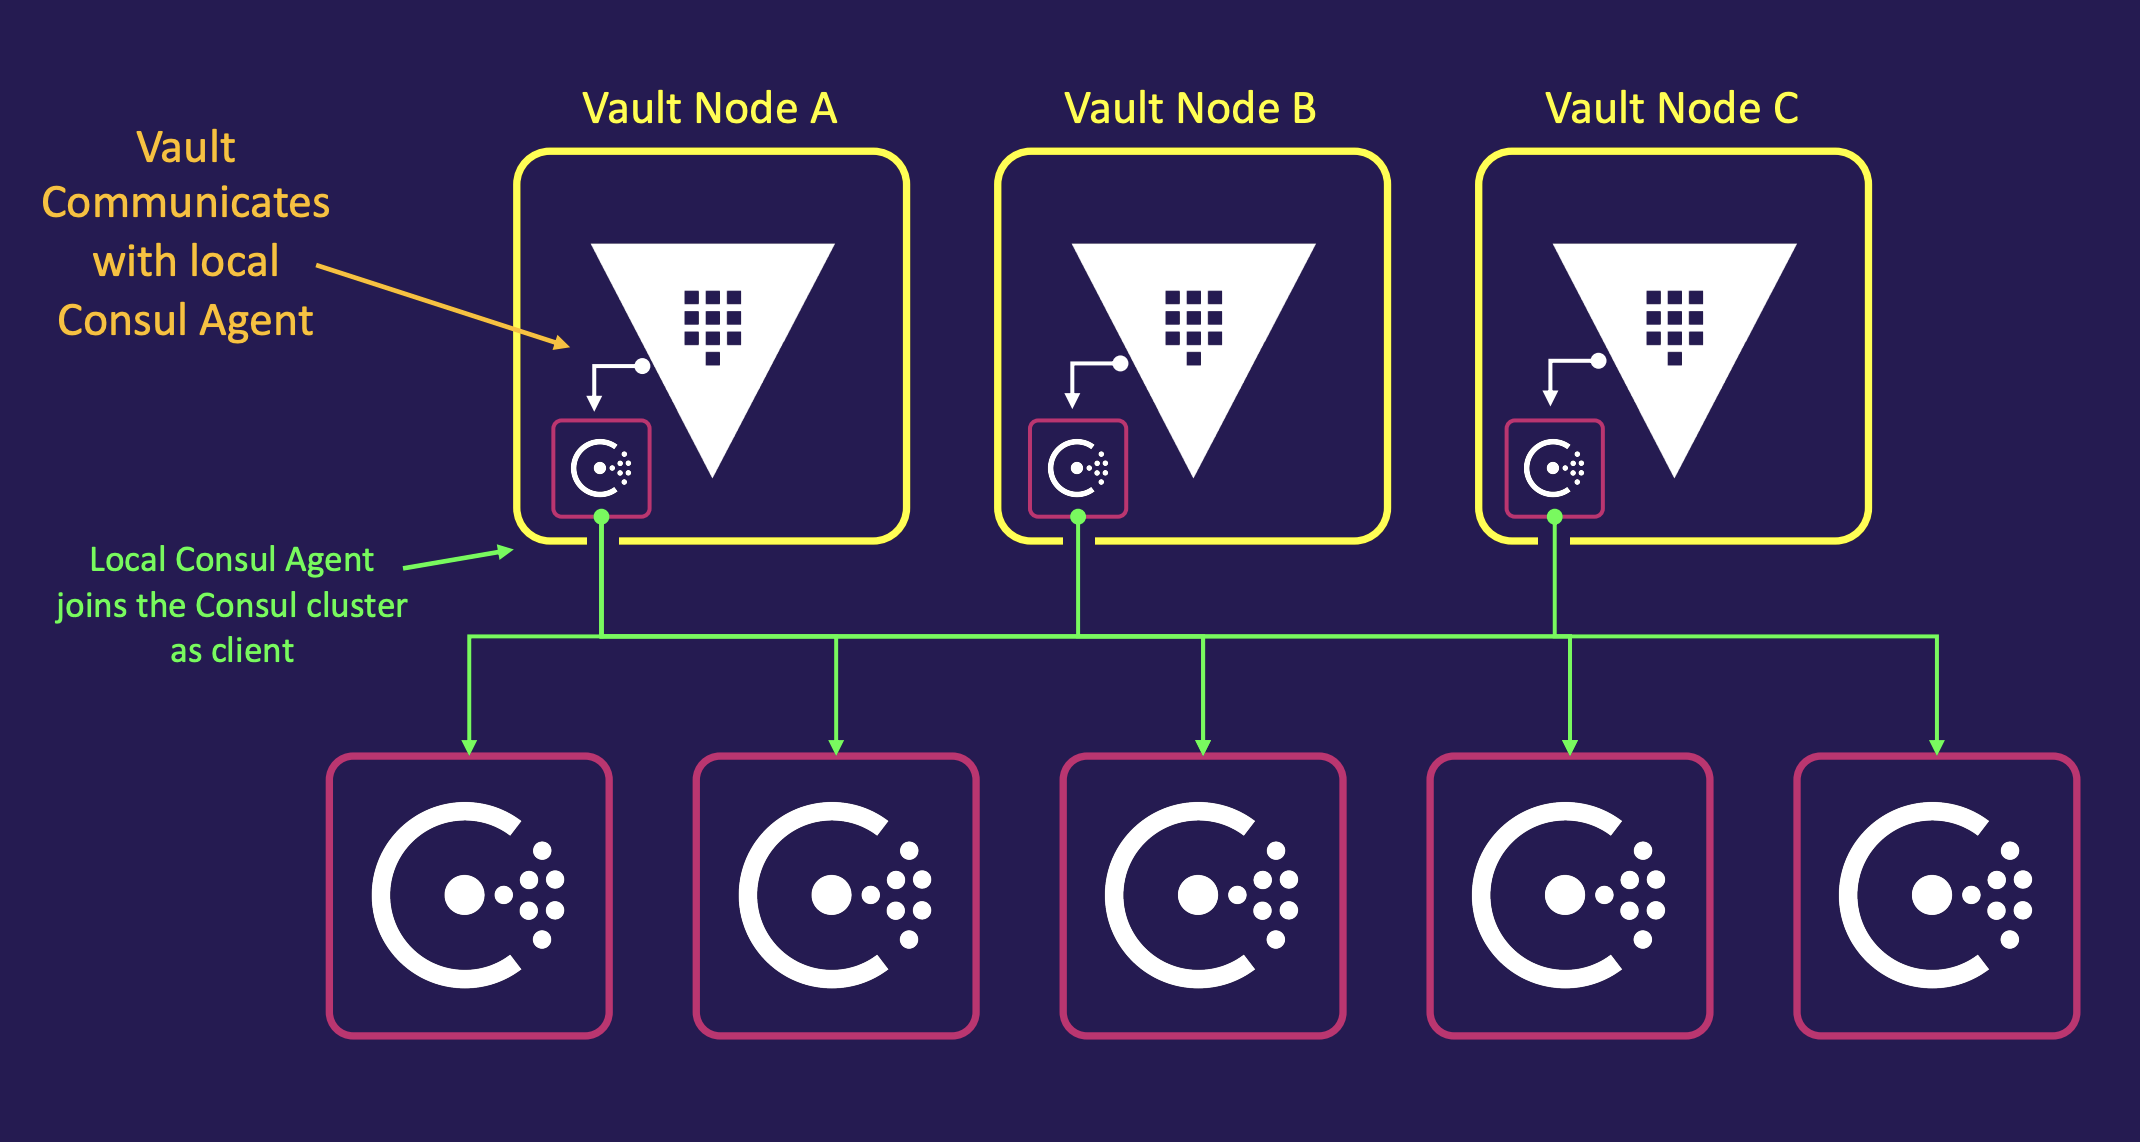 Vault Node A
Vault Node B
Vault Node C
Vault
Communicates
with local
Consul Agent
Local Consul Agent
joins the Consul cluster
as client